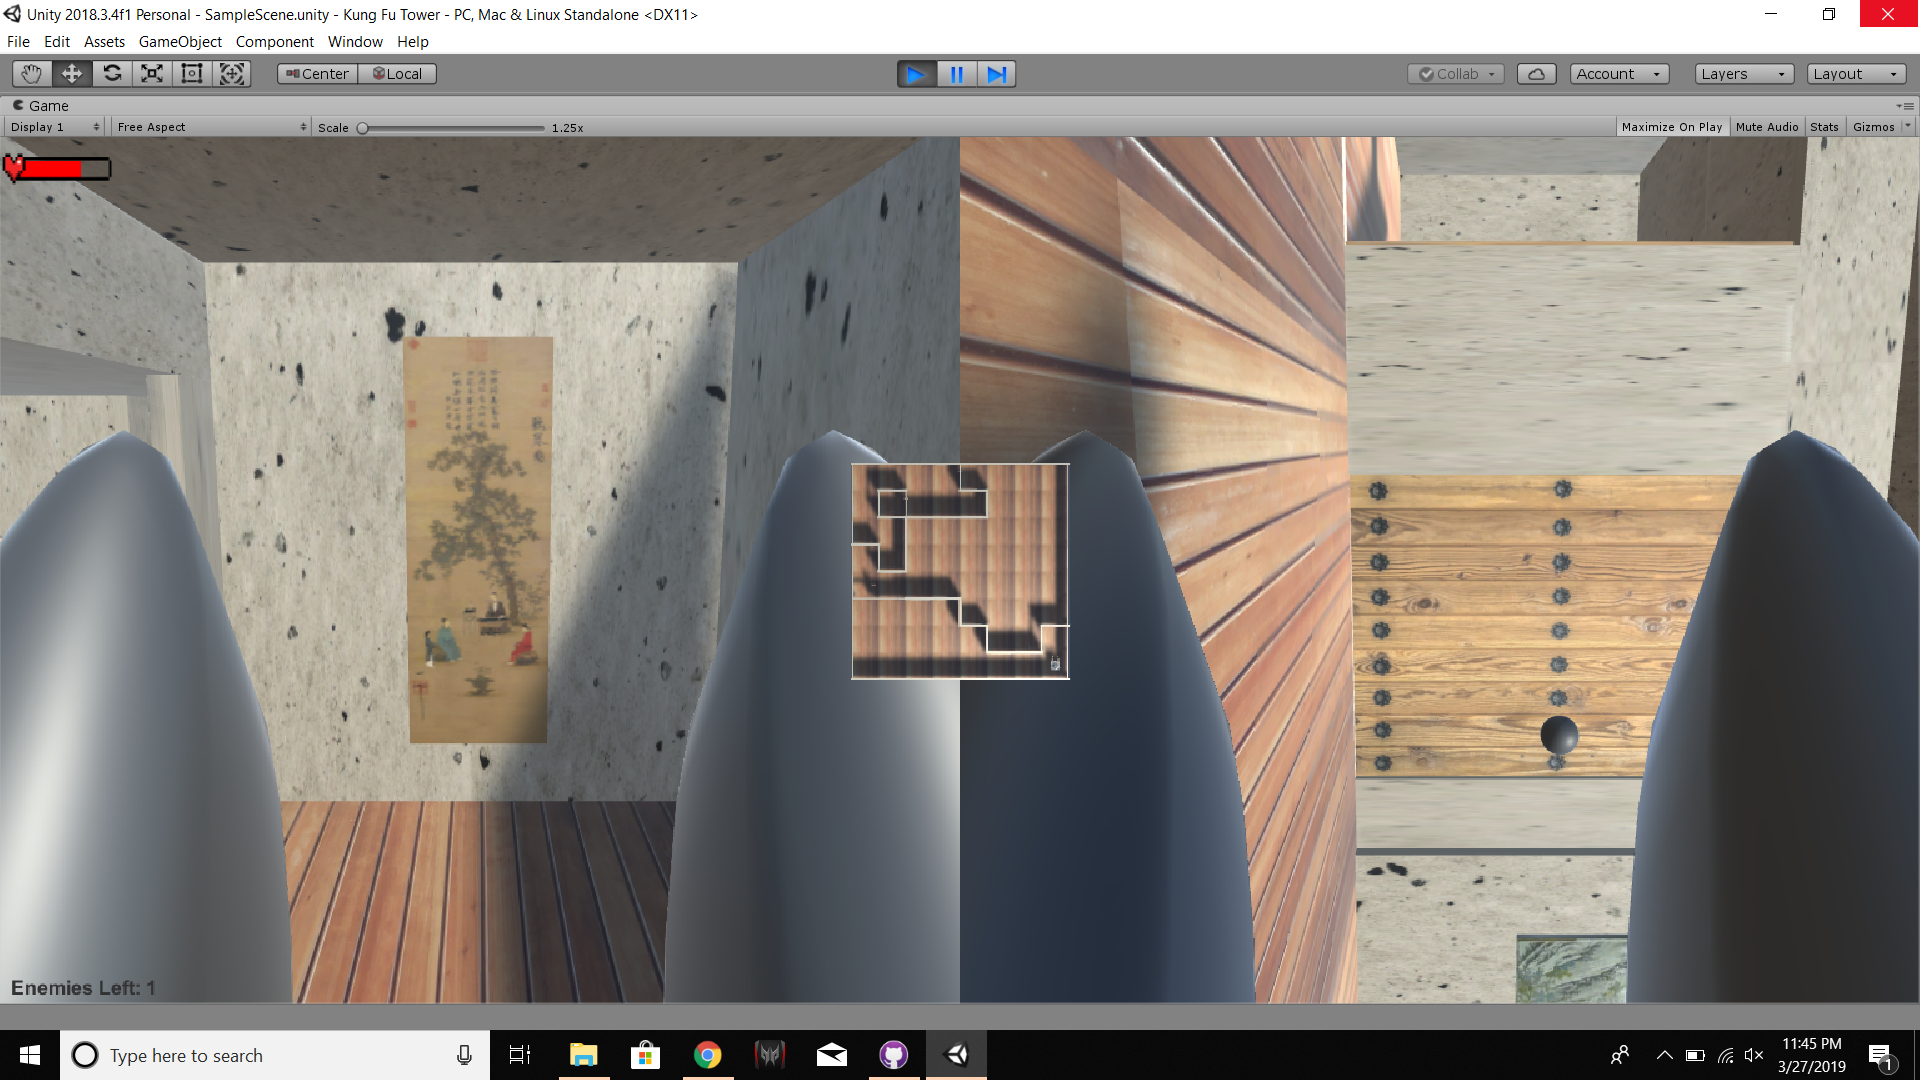 Unity 2018.3.4f1 Personal - SampleScene.unity - Kung Fu Tower - PC, Mac & Linux Standalone <DX11>
File Edit Assets GameObject Component Window Help
Center Local Collab Account Layers Layout
Game
Display 1 Free Aspect Scale 1.25x Maximize On Play Mute Audio Stats Gizmos
Enemies Left: 1
Type here to search
11:45 PM
3/27/2019
1